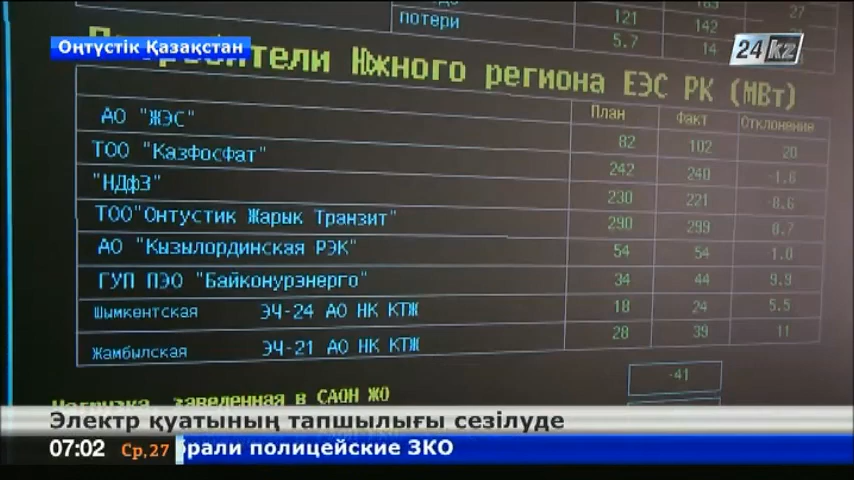 потери 121 142 27
5.7 14
Оңтүстік Қазақстан
24 kz
Южного региона ЕЭС РК (МВт)
План Факт Отклонение
АО "ЖЭС" 82 102 20
ТОО "Казфосфат" 242 240 -1.8
"НДфЗ" 230 221 -8.6
ТОО"Онтустик Жарык Транзит" 290 299 8.7
АО "Кызылординская РЭК" 54 54 1.0
ГУП ПЭО "Байконурэнерго" 34 44 9.9
Шымкентская ЭЧ-24 АО НК КТЖ 18 24 5.5
Жамбылская ЭЧ-21 АО НК КТЖ 28 39 11
-41
Нагрузка, заведенная в САОН ЖО
Электр қуатының тапшылығы сезілуде
07:02 Ср,27 брали полицейские ЗКО